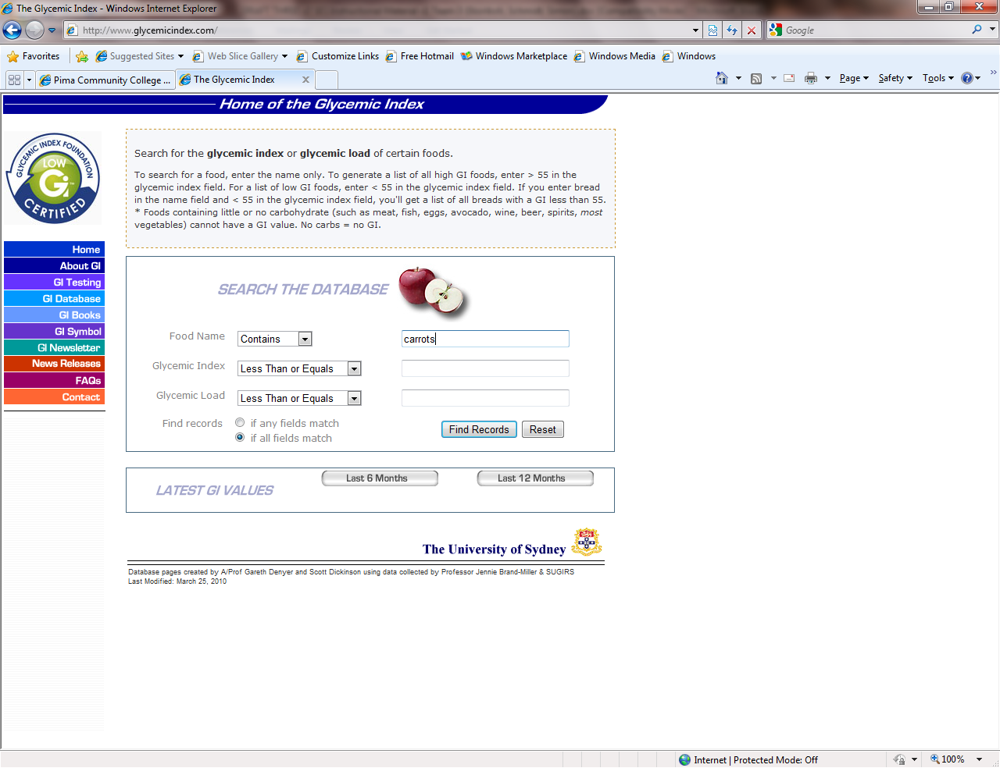 The Glycemic Index - Windows Internet Explorer
http://www.glycemicindex.com/
Google
Favorites
Suggested Sites
Web Slice Gallery
Customize Links
Free Hotmail
Windows Marketplace
Windows Media
Windows
Pima Community College ...
The Glycemic Index
Page
Safety
Tools
Home of the Glycemic Index
GLYCEMIC INDEX FOUNDATION
LOW
Gi
TM
CERTIFIED
Search for the glycemic index or glycemic load of certain foods.
To search for a food, enter the name only. To generate a list of all high GI foods, enter > 55 in the
glycemic index field. For a list of low GI foods, enter < 55 in the glycemic index field. If you enter bread
in the name field and < 55 in the glycemic index field, you'll get a list of all breads with a GI less than 55.
* Foods containing little or no carbohydrate (such as meat, fish, eggs, avocado, wine, beer, spirits, most
vegetables) cannot have a GI value. No carbs = no GI.
Home
About GI
GI Testing
GI Database
GI Books
GI Symbol
GI Newsletter
News Releases
FAQs
Contact
SEARCH THE DATABASE
Food Name Contains carrots
Glycemic Index Less Than or Equals
Glycemic Load Less Than or Equals
Find records if any fields match
if all fields match
Find Records Reset
LATEST GI VALUES
Last 6 Months
Last 12 Months
The University of Sydney
Database pages created by A/Prof Gareth Denyer and Scott Dickinson using data collected by Professor Jennie Brand-Miller & SUGIRS
Last Modified: March 25, 2010
Internet | Protected Mode: Off
100%